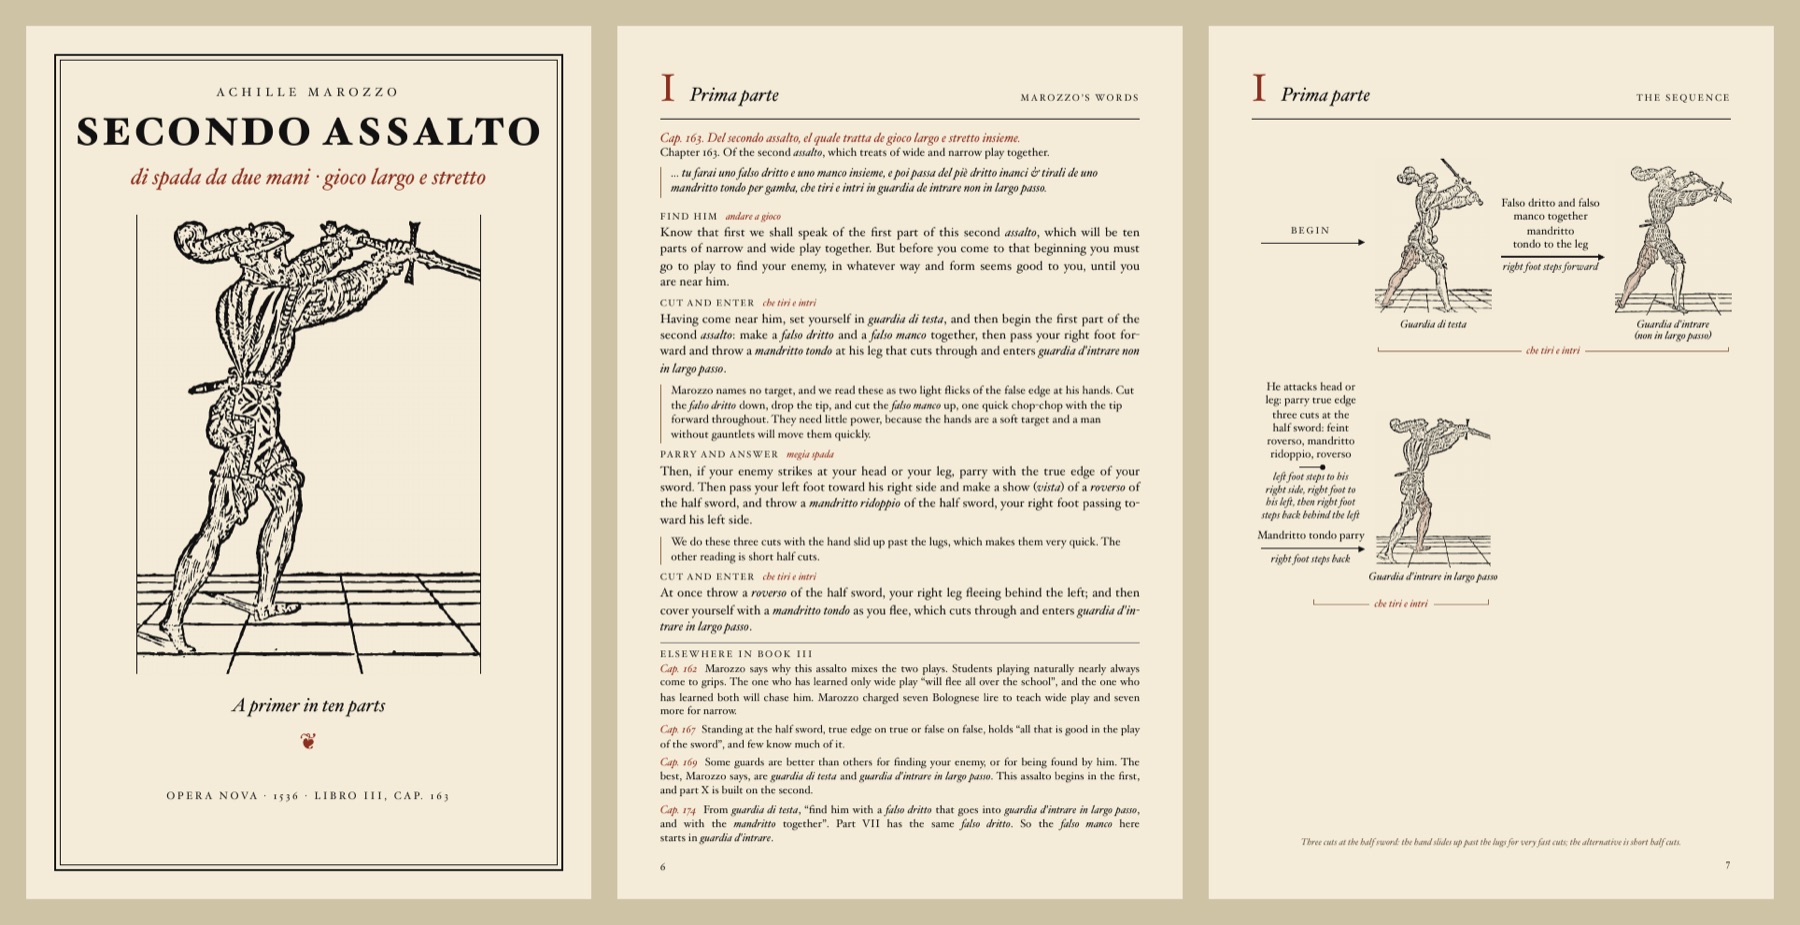 ACHILLE MAROZZO
SECONDO ASSALTO
di spada da due mani · gioco largo e stretto
A primer in ten parts
OPERA NOVA · 1536 · LIBRO III, CAP. 163
I Prima parte
MAROZZO'S WORDS
Cap. 163. Del secondo assalto, el quale tratta de gioco largo e stretto insieme.
Chapter 163. Of the second assalto, which treats of wide and narrow play together.
... tu farai uno falso dritto e uno manco insieme, e poi passa del piè dritto inanci & tirali de uno
mandritto tondo per gamba, che tiri e intri in guardia de intrare non in largo passo.
FIND HIM andare a gioco
Know that first we shall speak of the first part of this second assalto, which will be ten
parts of narrow and wide play together. But before you come to that beginning you must
go to play to find your enemy, in whatever way and form seems good to you, until you
are near him.
CUT AND ENTER che tiri e intri
Having come near him, set yourself in guardia di testa, and then begin the first part of the
second assalto: make a falso dritto and a falso manco together, then pass your right foot for-
ward and throw a mandritto tondo at his leg that cuts through and enters guardia d'intrare non
in largo passo.
Marozzo names no target, and we read these as two light flicks of the false edge at his hands. Cut
the falso dritto down, drop the tip, and cut the falso manco up, one quick chop-chop with the tip
forward throughout. They need little power, because the hands are a soft target and a man
without gauntlets will move them quickly.
PARRY AND ANSWER megia spada
Then, if your enemy strikes at your head or your leg, parry with the true edge of your
sword. Then pass your left foot toward his right side and make a show (vista) of a roverso of
the half sword, and throw a mandritto ridoppio of the half sword, your right foot passing to-
ward his left side.
We do these three cuts with the hand slid up past the lugs, which makes them very quick. The
other reading is short half cuts.
CUT AND ENTER che tiri e intri
At once throw a roverso of the half sword, your right leg fleeing behind the left; and then
cover yourself with a mandritto tondo as you flee, which cuts through and enters guardia d'in-
trare in largo passo.
ELSEWHERE IN BOOK III
Cap. 162 Marozzo says why this assalto mixes the two plays. Students playing naturally nearly always
come to grips. The one who has learned only wide play “will flee all over the school”, and the one who
has learned both will chase him. Marozzo charged seven Bolognese lire to teach wide play and seven
more for narrow.
Cap. 167 Standing at the half sword, true edge on true or false on false, holds “all that is good in the play
of the sword”, and few know much of it.
Cap. 169 Some guards are better than others for finding your enemy, or for being found by him. The
best, Marozzo says, are guardia di testa and guardia d'intrare in largo passo. This assalto begins in the first,
and part X is built on the second.
Cap. 174 From guardia di testa, “find him with a falso dritto that goes into guardia d'intrare in largo passo,
and with the mandritto together”. Part VII has the same falso dritto. So the falso manco here
starts in guardia d'intrare.
6
I Prima parte
THE SEQUENCE
BEGIN
Guardia di testa
Falso dritto and falso
manco together
mandritto
tondo to the leg
right foot steps forward
Guardia d'intrare
(non in largo passo)
che tiri e intri
He attacks head or
leg: parry true edge
three cuts at the
half sword: feint
roverso, mandritto
ridoppio, roverso
left foot steps to his
right side, right foot to
his left, then right foot
steps back behind the left
Mandritto tondo parry
right foot steps back
Guardia d'intrare in largo passo
che tiri e intri
Three cuts at the half sword: the hand slides up past the lugs for very fast cuts; the alternative is short half cuts.
7